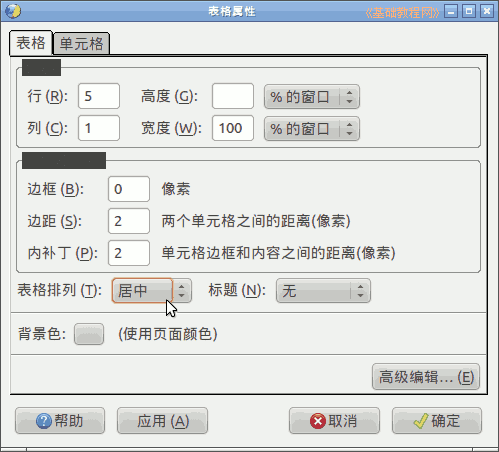 表格属性 《基础教程网》
表格 单元格
行 (R): 5 高度 (G): % 的窗口
列 (C): 1 宽度 (W): 100 % 的窗口
边框 (B): 0 像素
边距 (S): 2 两个单元格之间的距离(像素)
内补丁 (P): 2 单元格边框和内容之间的距离(像素)
表格排列 (T): 居中 标题 (N): 无
背景色: (使用页面颜色)
高级编辑... (E)
帮助 应用 (A) 取消 确定